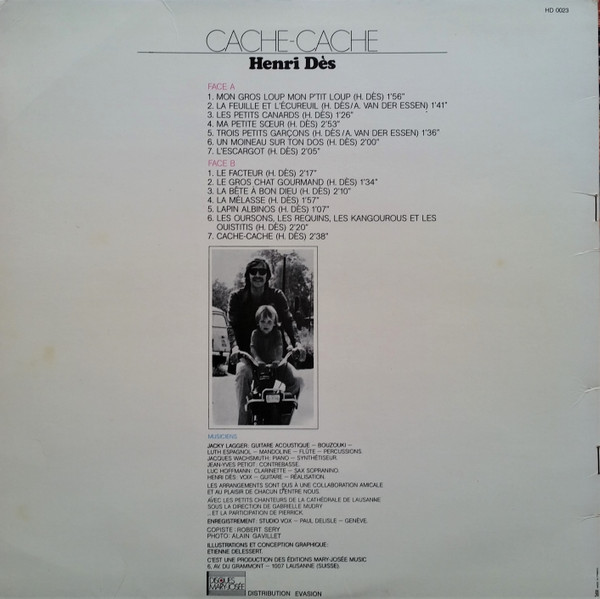 HD 0023
CACHE-CACHE
Henri Dès
FACE A
1. MON GROS LOUP MON P'TIT LOUP (H. DÈS) 1'56"
2. LA FEUILLE ET L'ÉCUREUIL (H. DÈS/A. VAN DER ESSEN) 1'41"
3. LES PETITS CANARDS (H. DÈS) 1'26"
4. MA PETITE SŒUR (H. DÈS) 2'53"
5. TROIS PETITS GARÇONS (H. DÈS/A. VAN DER ESSEN) 1'36"
6. UN MOINEAU SUR TON DOS (H. DÈS) 2'00"
7. L'ESCARGOT (H. DÈS) 2'05"
FACE B
1. LE FACTEUR (H. DÈS) 2'17"
2. LE GROS CHAT GOURMAND (H. DÈS) 1'34"
3. LA BÊTE À BON DIEU (H. DÈS) 2'10"
4. LA MÉLASSE (H. DÈS) 1'57"
5. LAPIN ALBINOS (H. DÈS) 1'07"
6. LES OURSONS, LES REQUINS, LES KANGOUROUS ET LES
OUISTITIS (H. DÈS) 2'20"
7. CACHE-CACHE (H. DÈS) 2'38"
MUSICIENS
JACKY LAGGER: GUITARE ACOUSTIQUE – BOUZOUKI –
LUTH ESPAGNOL – MANDOLINE – FLÛTE – PERCUSSIONS.
JACQUES WACHSMUTH: PIANO – SYNTHÉTISEUR.
JEAN-YVES PETIOT: CONTREBASSE.
LUC HOFFMANN: CLARINETTE – SAX SOPRANINO.
HENRI DÈS: VOIX – GUITARE – RÉALISATION.
LES ARRANGEMENTS SONT DUS À UNE COLLABORATION AMICALE
ET AU PLAISIR DE CHACUN D'ENTRE NOUS.
AVEC LES PETITS CHANTEURS DE LA CATHÉDRALE DE LAUSANNE
SOUS LA DIRECTION DE GABRIELLE MUDRY
...ET LA PARTICIPATION DE PIERRICK.
ENREGISTREMENT: STUDIO VOX – PAUL DELISLE – GENÈVE.
COPISTE: ROBERT SERY
PHOTO: ALAIN GAVILLET
ILLUSTRATIONS ET CONCEPTION GRAPHIQUE:
ETIENNE DELESSERT.
C'EST UNE PRODUCTION DES ÉDITIONS MARY-JOSÉE MUSIC
6, AV. DU GRAMMONT – 1007 LAUSANNE (SUISSE).
DISQUES
MARY-JOSÉE
DISTRIBUTION EVASION